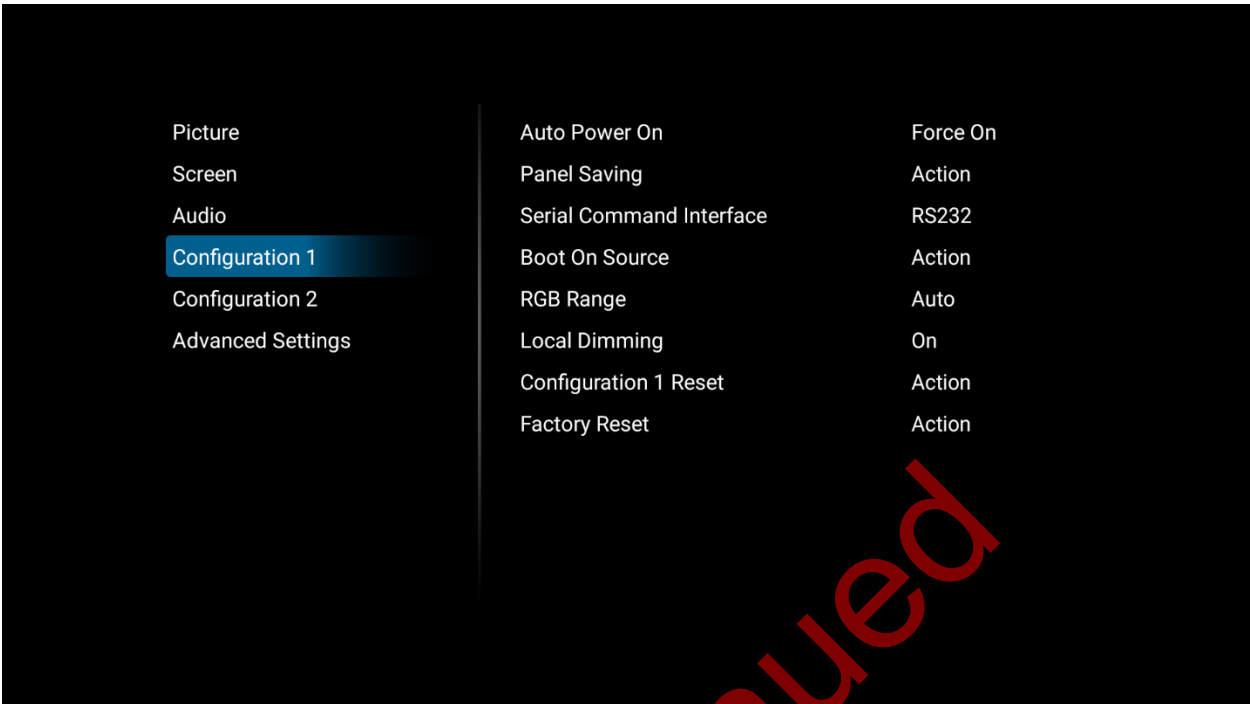 Picture
Screen
Audio
Configuration 1
Configuration 2
Advanced Settings
Auto Power On Force On
Panel Saving Action
Serial Command Interface RS232
Boot On Source Action
RGB Range Auto
Local Dimming On
Configuration 1 Reset Action
Factory Reset Action
ued